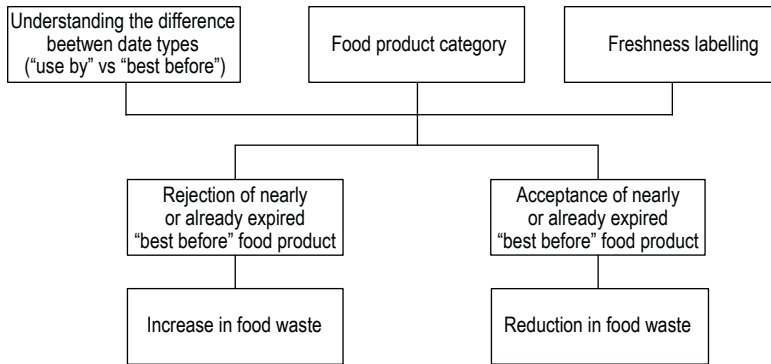 Understanding the difference
beetwen date types
(“use by” vs “best before”)
Food product category
Freshness labelling
Rejection of nearly
or already expired
“best before” food product
Acceptance of nearly
or already expired
“best before” food product
Increase in food waste
Reduction in food waste